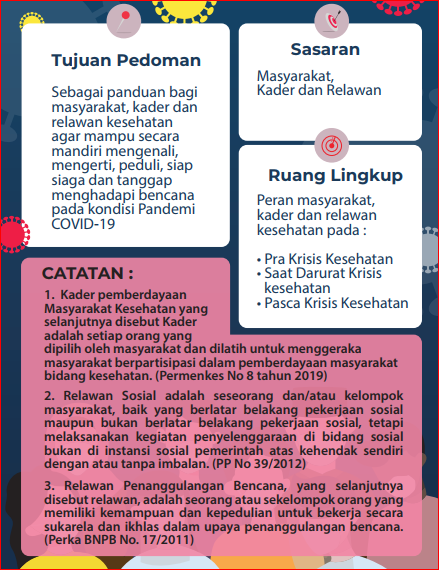 Tujuan Pedoman
Sebagai panduan bagi
masyarakat, kader dan
relawan kesehatan
agar mampu secara
mandiri mengenali,
mengerti, peduli, siap
siaga dan tanggap
menghadapi bencana
pada kondisi Pandemi
COVID-19
Sasaran
Masyarakat,
Kader dan Relawan
Ruang Lingkup
Peran masyarakat,
kader dan relawan
kesehatan pada :
• Pra Krisis Kesehatan
• Saat Darurat Krisis
kesehatan
• Pasca Krisis Kesehatan
CATATAN :
1. Kader pemberdayaan
Masyarakat Kesehatan yang
selanjutnya disebut Kader
adalah setiap orang yang
dipilih oleh masyarakat dan dilatih untuk menggeraka
masyarakat berpartisipasi dalam pemberdayaan masyarakat
bidang kesehatan. (Permenkes No 8 tahun 2019)
2. Relawan Sosial adalah seseorang dan/atau kelompok
masyarakat, baik yang berlatar belakang pekerjaan sosial
maupun bukan berlatar belakang pekerjaan sosial, tetapi
melaksanakan kegiatan penyelenggaraan di bidang sosial
bukan di instansi sosial pemerintah atas kehendak sendiri
dengan atau tanpa imbalan. (PP No 39/2012)
3. Relawan Penanggulangan Bencana, yang selanjutnya
disebut relawan, adalah seorang atau sekelompok orang yang
memiliki kemampuan dan kepedulian untuk bekerja secara
sukarela dan ikhlas dalam upaya penanggulangan bencana.
(Perka BNPB No. 17/2011)